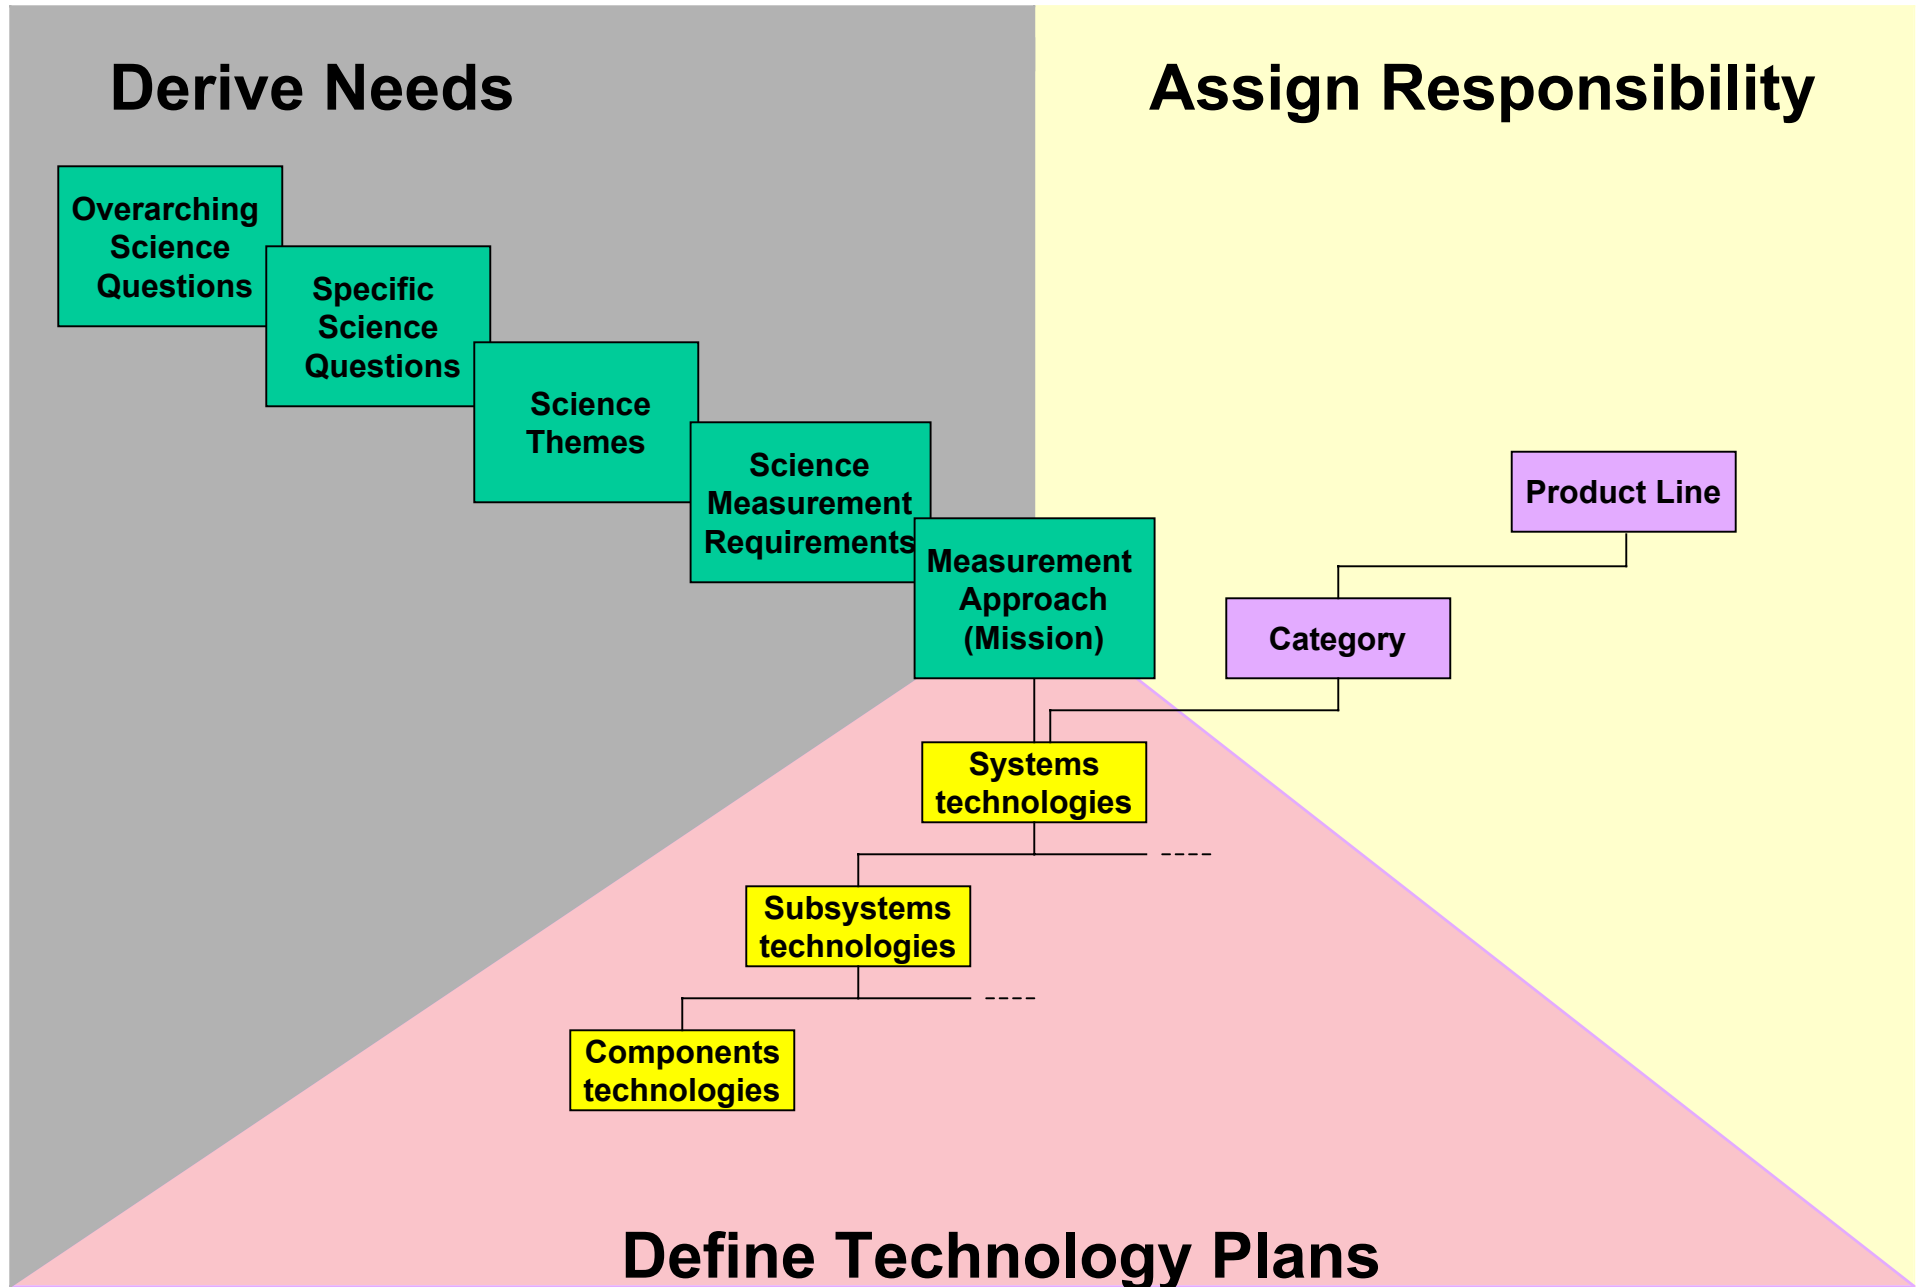 Derive Needs
Assign Responsibility
Overarching
Science
Questions
Specific
Science
Questions
Science
Themes
Science
Measurement
Requirements
Measurement
Approach
(Mission)
Product Line
Category
Systems
technologies
Subsystems
technologies
Components
technologies
Define Technology Plans